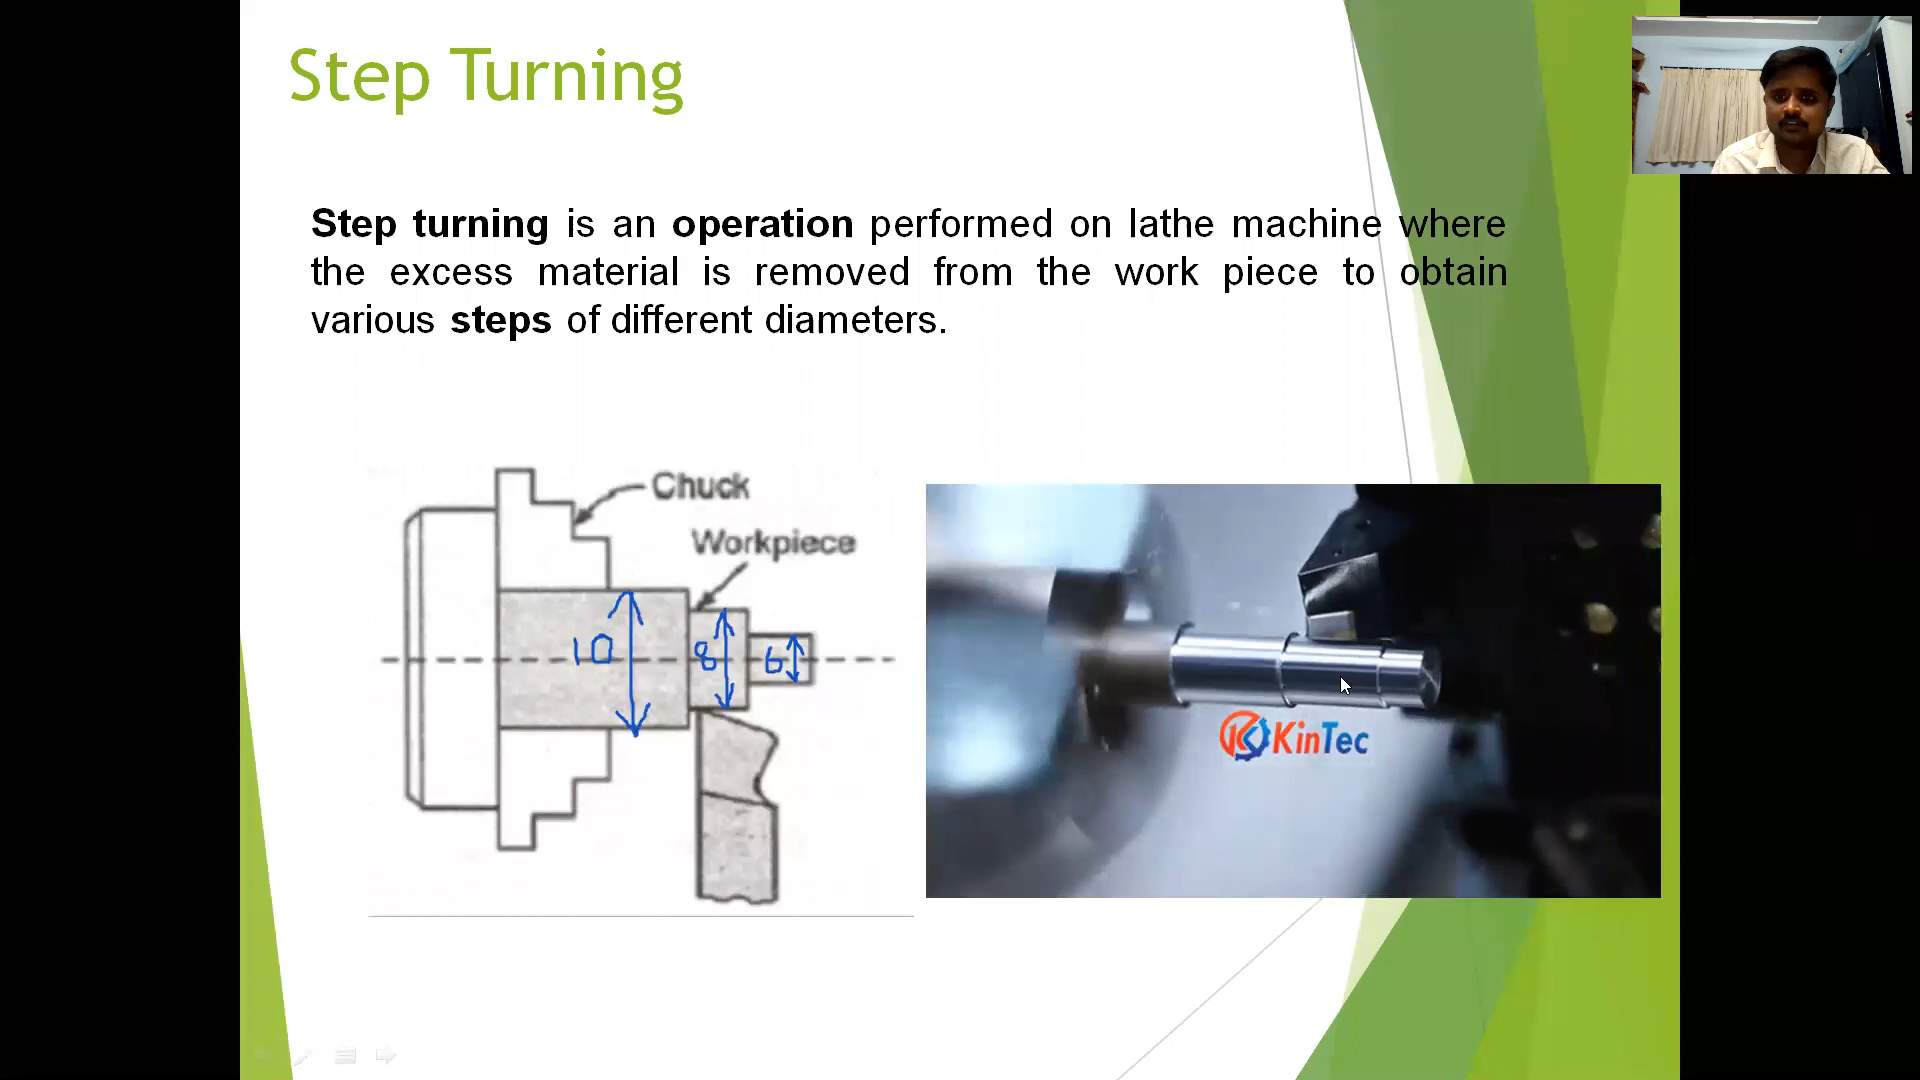 Step Turning
Step turning is an operation performed on lathe machine where
the excess material is removed from the work piece to obtain
various steps of different diameters.
Chuck
Workpiece
10
8
6
KinTec